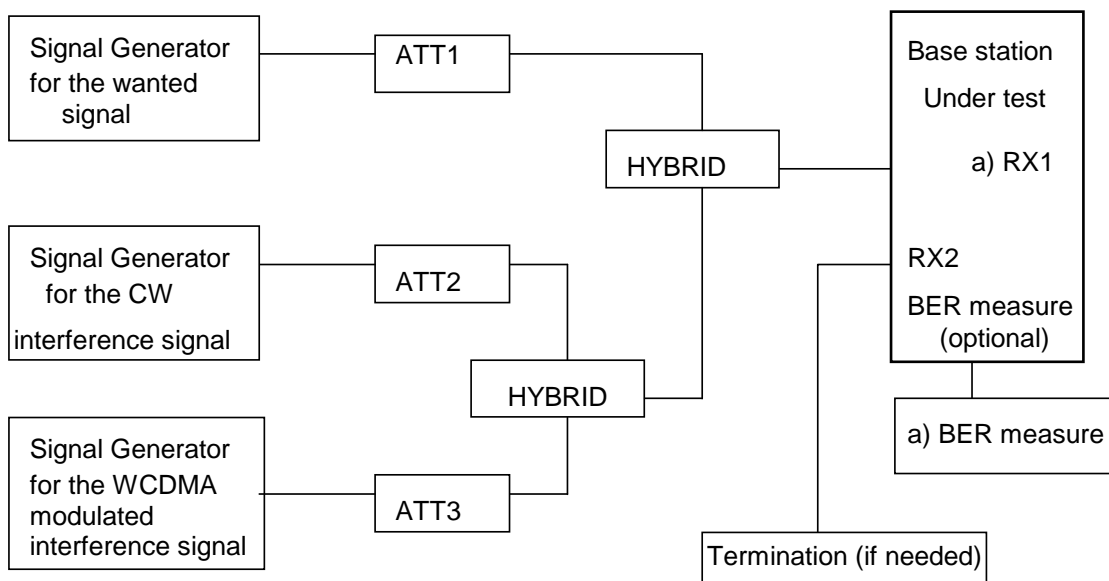 Signal Generator
for the wanted
signal
ATT1
HYBRID
Base station
Under test
a) RX1
RX2
BER measure
(optional)
Signal Generator
for the CW
interference signal
ATT2
HYBRID
a) BER measure
Signal Generator
for the WCDMA
modulated
interference signal
ATT3
Termination (if needed)